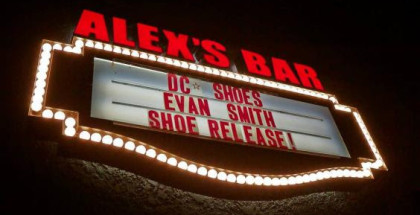 ALEX'S BAR
DC★ SHOES
EVAN SMITH
SHOE RELEASE!